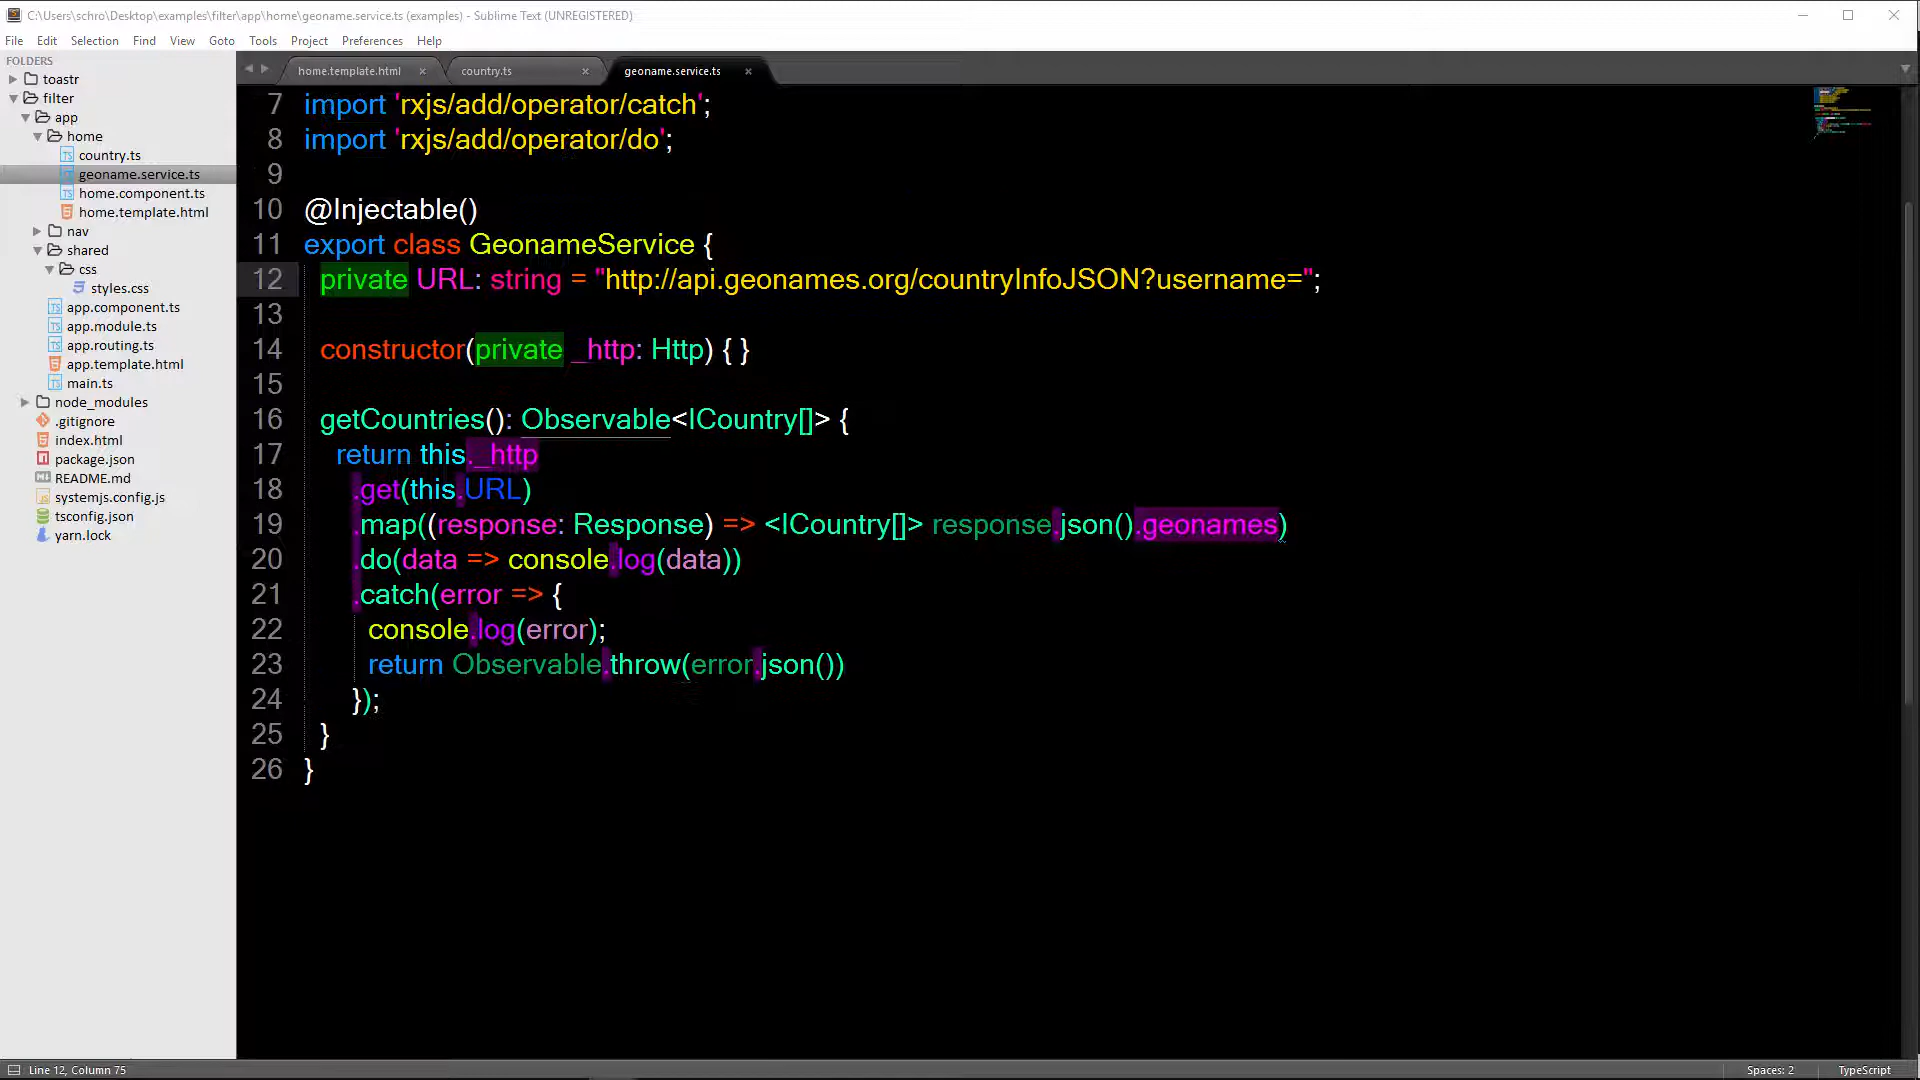 C:\Users\schro\Desktop\examples\filter\app\home\geoname.service.ts (examples) - Sublime Text (UNREGISTERED)
File Edit Selection Find View Goto Tools Project Preferences Help
FOLDERS
toastr
filter
app
home
country.ts
geoname.service.ts
home.component.ts
home.template.html
nav
shared
css
styles.css
app.component.ts
app.module.ts
app.routing.ts
app.template.html
main.ts
node_modules
.gitignore
index.html
package.json
README.md
systemjs.config.js
tsconfig.json
yarn.lock
home.template.html × country.ts × geoname.service.ts ×
7 import 'rxjs/add/operator/catch';
8 import 'rxjs/add/operator/do';
9
10 @Injectable()
11 export class GeonameService {
12 private URL: string = "http://api.geonames.org/countryInfoJSON?username=";
13
14 constructor(private _http: Http) { }
15
16 getCountries(): Observable<ICountry[]> {
17 return this._http
18 .get(this.URL)
19 .map((response: Response) => <ICountry[]> response.json().geonames)
20 .do(data => console.log(data))
21 .catch(error => {
22 console.log(error);
23 return Observable.throw(error.json())
24 });
25 }
26 }
Line 12, Column 75
Spaces: 2 TypeScript